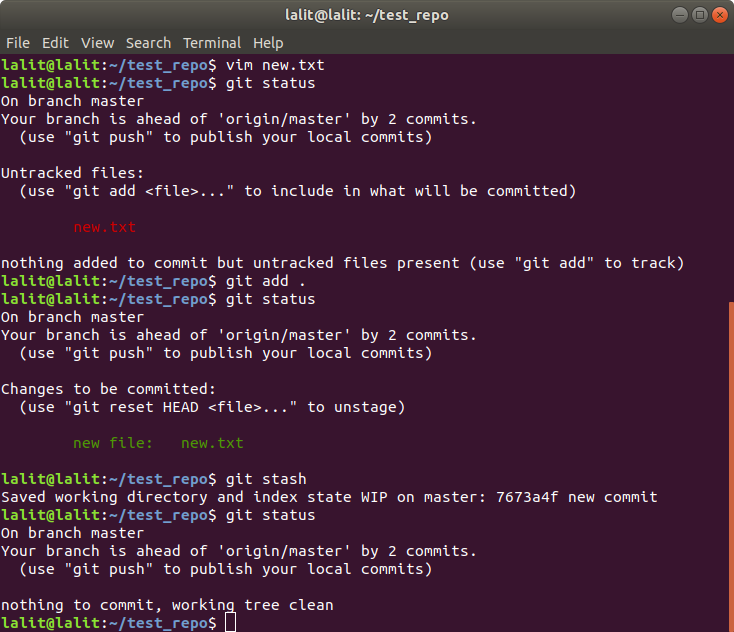 lalit@lalit: ~/test_repo
File Edit View Search Terminal Help
lalit@lalit:~/test_repo$ vim new.txt
lalit@lalit:~/test_repo$ git status
On branch master
Your branch is ahead of 'origin/master' by 2 commits.
  (use "git push" to publish your local commits)

Untracked files:
  (use "git add <file>..." to include in what will be committed)

        new.txt

nothing added to commit but untracked files present (use "git add" to track)
lalit@lalit:~/test_repo$ git add .
lalit@lalit:~/test_repo$ git status
On branch master
Your branch is ahead of 'origin/master' by 2 commits.
  (use "git push" to publish your local commits)

Changes to be committed:
  (use "git reset HEAD <file>..." to unstage)

        new file:   new.txt

lalit@lalit:~/test_repo$ git stash
Saved working directory and index state WIP on master: 7673a4f new commit
lalit@lalit:~/test_repo$ git status
On branch master
Your branch is ahead of 'origin/master' by 2 commits.
  (use "git push" to publish your local commits)

nothing to commit, working tree clean
lalit@lalit:~/test_repo$